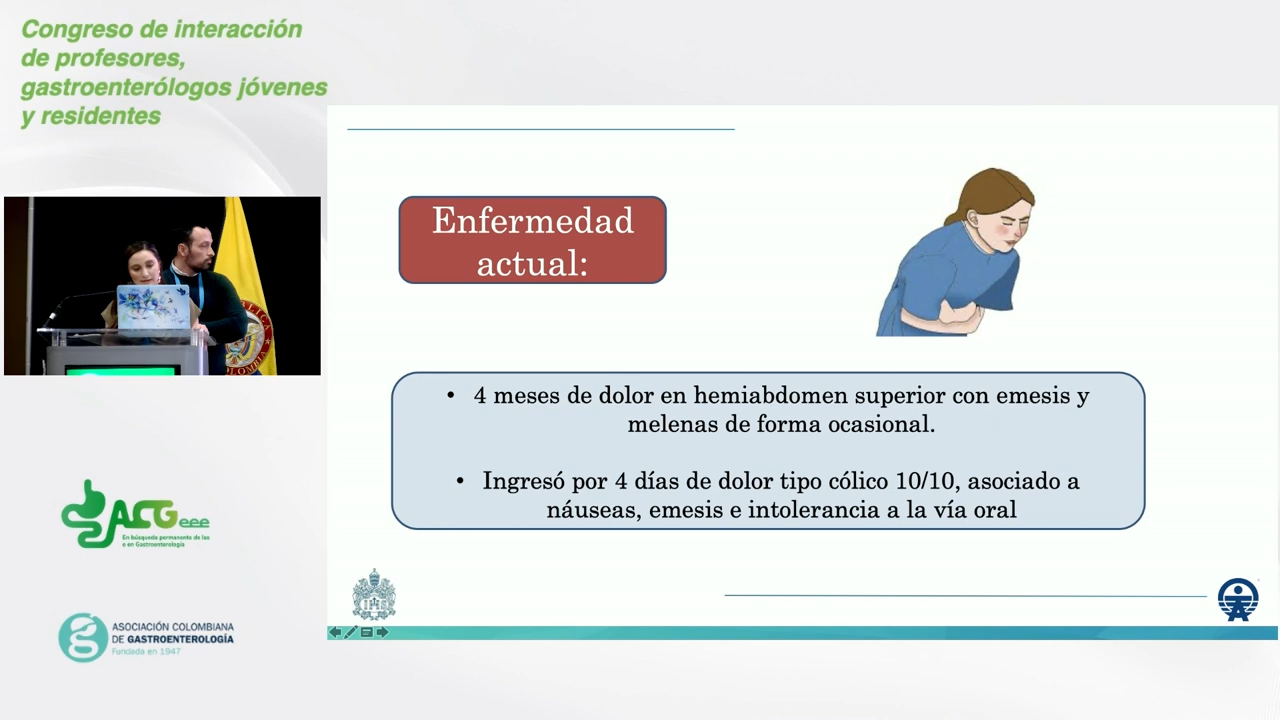 Congreso de interacción
de profesores,
gastroenterólogos jóvenes
y residentes
Enfermedad
actual:
• 4 meses de dolor en hemiabdomen superior con emesis y
melenas de forma ocasional.
• Ingresó por 4 días de dolor tipo cólico 10/10, asociado a
náuseas, emesis e intolerancia a la vía oral
ACGeee
En búsqueda permanente de las
e en Gastroenterología
ASOCIACIÓN COLOMBIANA
DE GASTROENTEROLOGÍA
Fundada en 1947
IHS